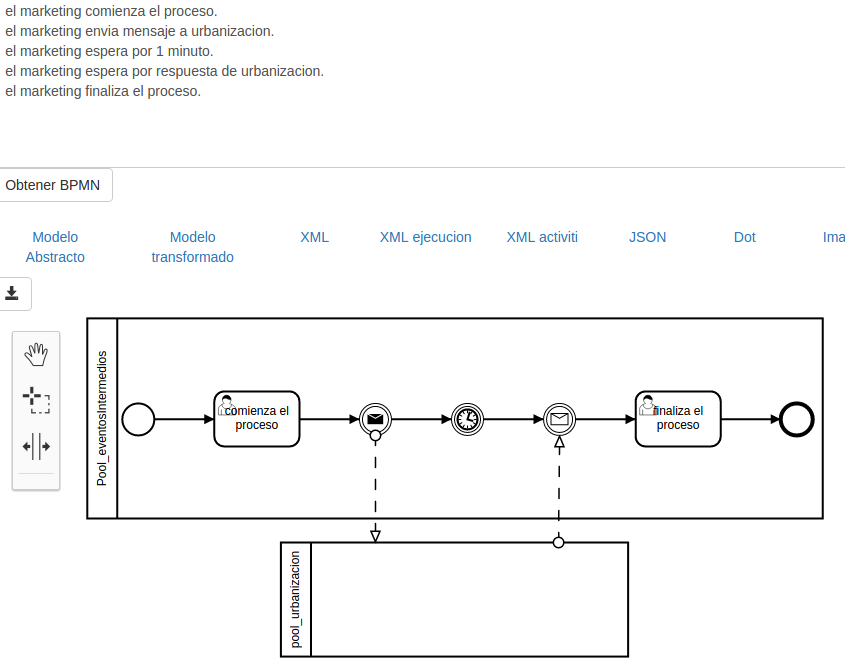 el marketing comienza el proceso.
el marketing envia mensaje a urbanizacion.
el marketing espera por 1 minuto.
el marketing espera por respuesta de urbanizacion.
el marketing finaliza el proceso.
Obtener BPMN
Modelo
Abstracto
Modelo
transformado
XML
XML ejecucion
XML activiti
JSON
Dot
Ima
Pool_eventosIntermedios
comienza el
proceso
finaliza el
proceso
pool_urbanizacion